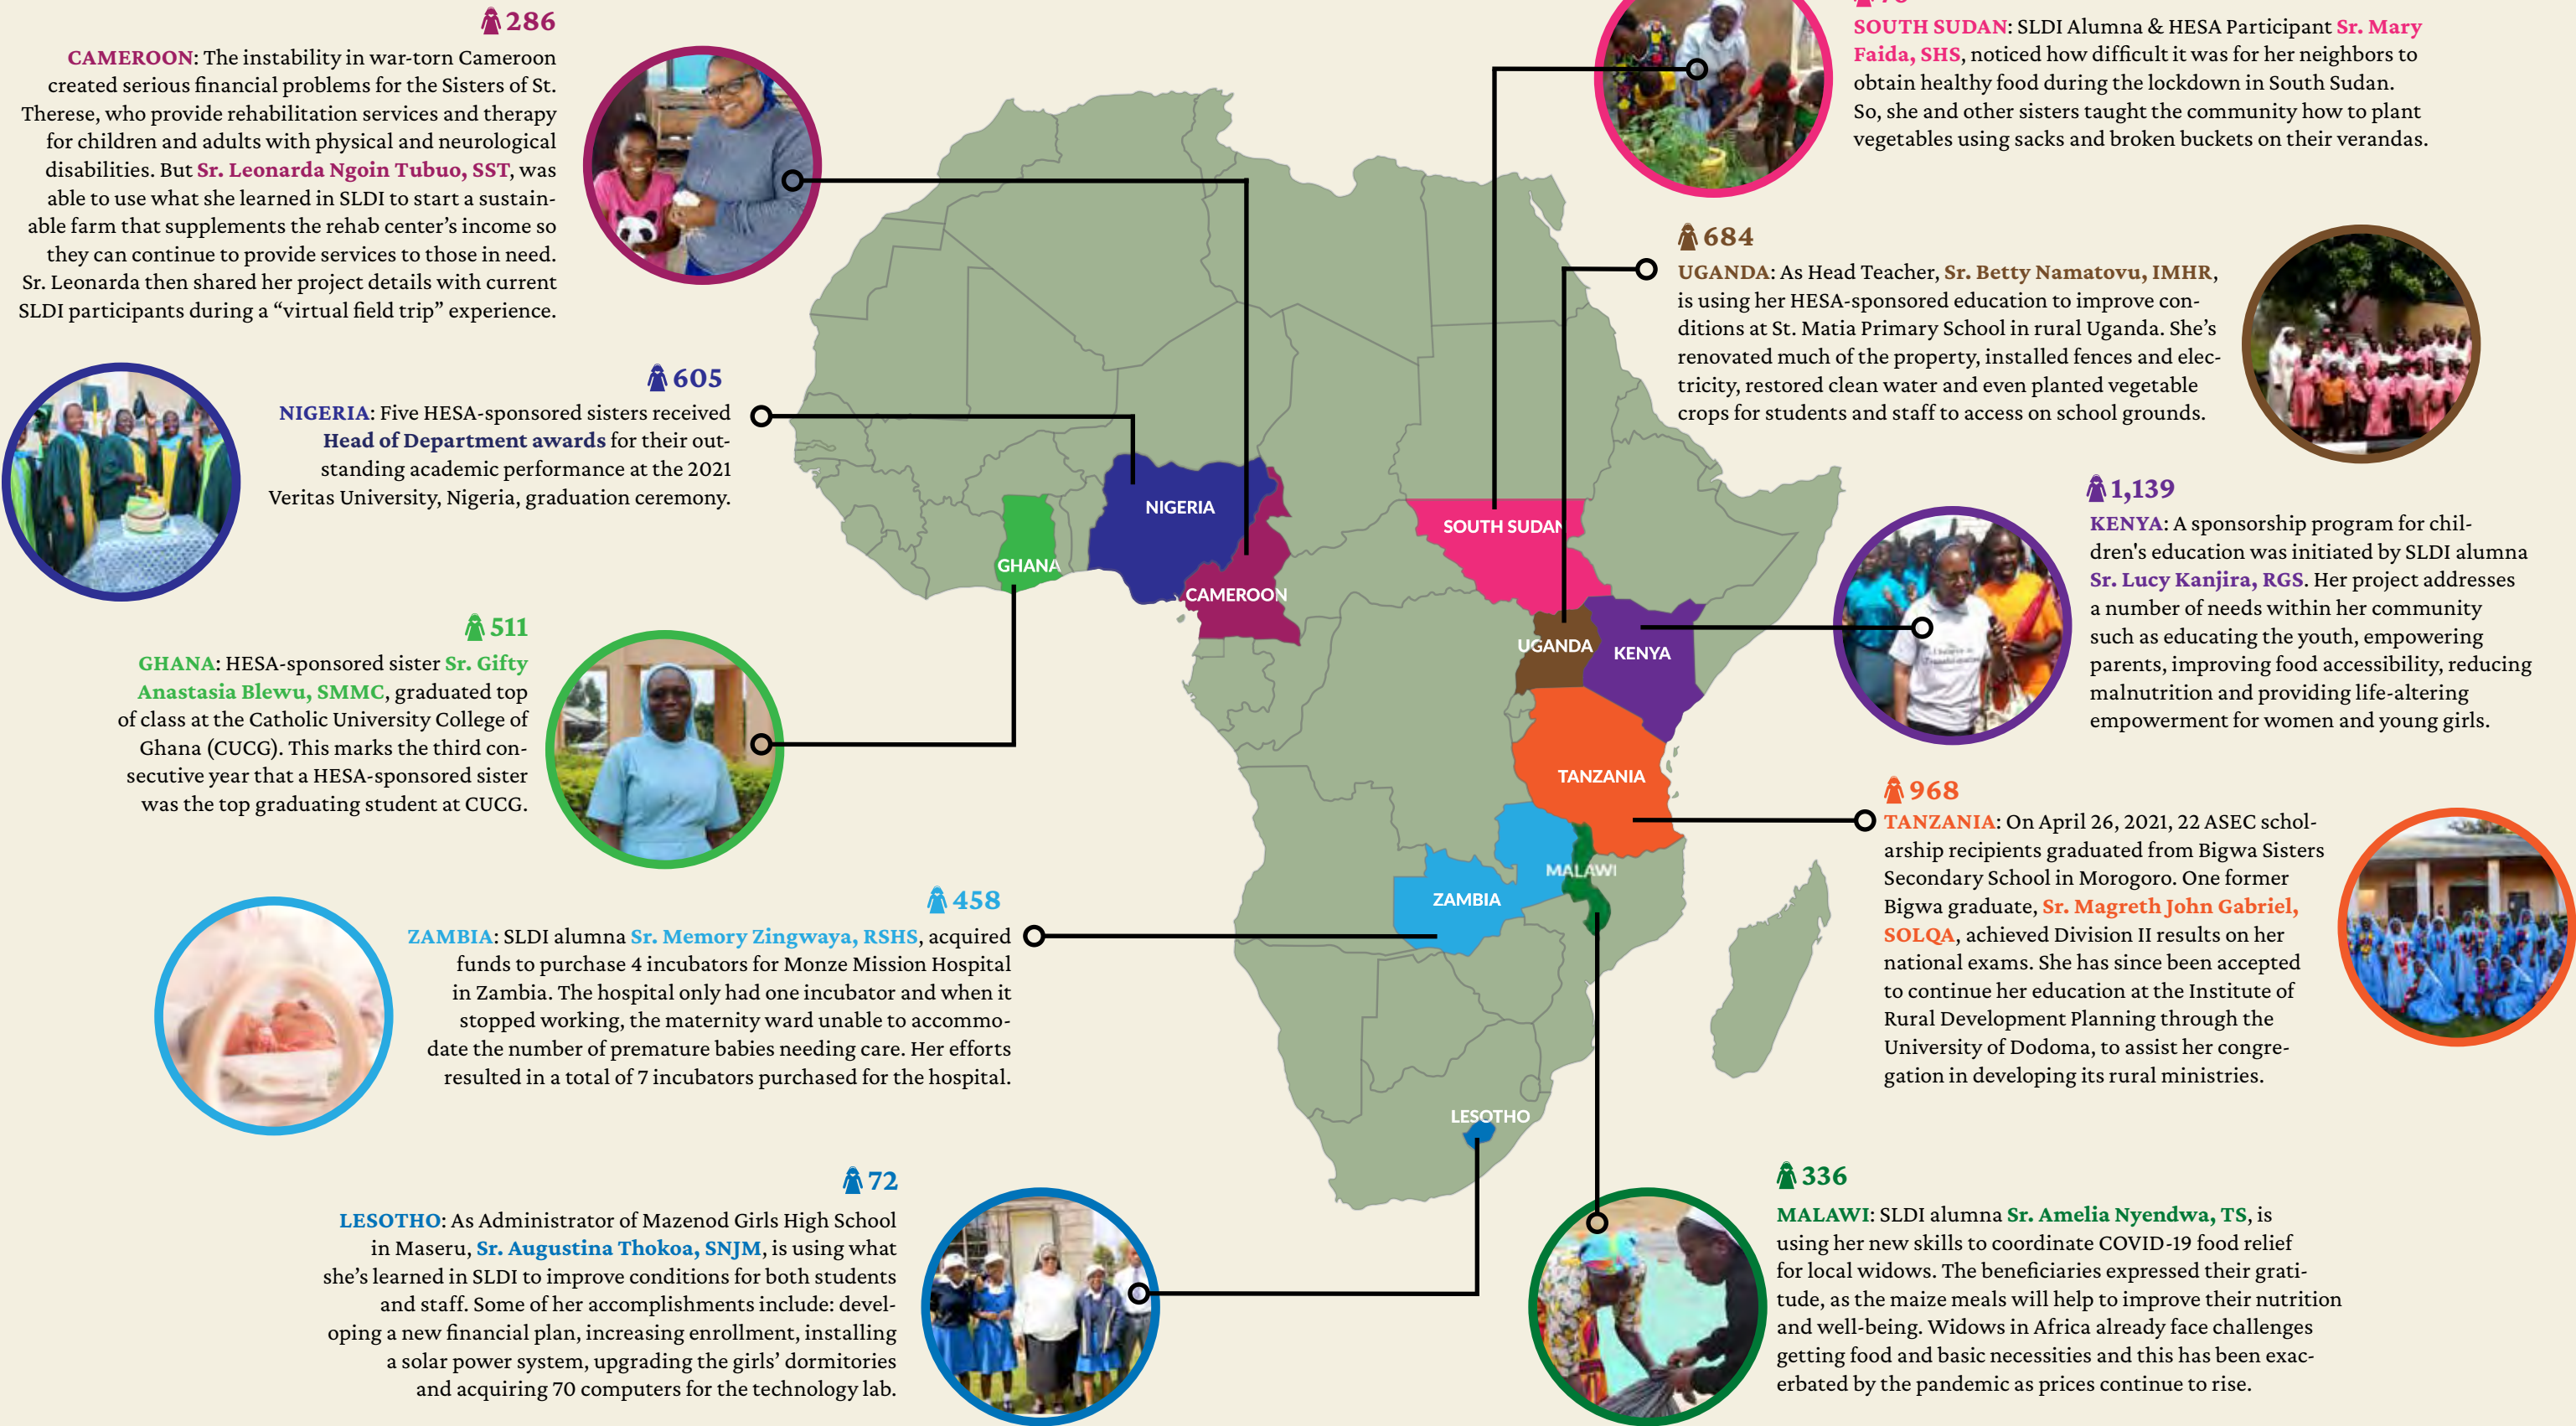 286
CAMEROON: The instability in war-torn Cameroon
created serious financial problems for the Sisters of St.
Therese, who provide rehabilitation services and therapy
for children and adults with physical and neurological
disabilities. But Sr. Leonarda Ngoin Tubuo, SST, was
able to use what she learned in SLDI to start a sustain-
able farm that supplements the rehab center's income so
they can continue to provide services to those in need.
Sr. Leonarda then shared her project details with current
SLDI participants during a “virtual field trip” experience.
605
NIGERIA: Five HESA-sponsored sisters received
Head of Department awards for their out-
standing academic performance at the 2021
Veritas University, Nigeria, graduation ceremony.
511
GHANA: HESA-sponsored sister Sr. Gifty
Anastasia Blewu, SMMC, graduated top
of class at the Catholic University College of
Ghana (CUCG). This marks the third con-
secutive year that a HESA-sponsored sister
was the top graduating student at CUCG.
458
ZAMBIA: SLDI alumna Sr. Memory Zingwaya, RSHS, acquired
funds to purchase 4 incubators for Monze Mission Hospital
in Zambia. The hospital only had one incubator and when it
stopped working, the maternity ward unable to accommo-
date the number of premature babies needing care. Her efforts
resulted in a total of 7 incubators purchased for the hospital.
72
LESOTHO: As Administrator of Mazenod Girls High School
in Maseru, Sr. Augustina Thokoa, SNJM, is using what
she’s learned in SLDI to improve conditions for both students
and staff. Some of her accomplishments include: devel-
oping a new financial plan, increasing enrollment, installing
a solar power system, upgrading the girls’ dormitories
and acquiring 70 computers for the technology lab.
NIGERIA
GHANA
CAMEROON
SOUTH SUDAN
UGANDA
KENYA
TANZANIA
MALAWI
ZAMBIA
LESOTHO
SOUTH SUDAN: SLDI Alumna & HESA Participant Sr. Mary
Faida, SHS, noticed how difficult it was for her neighbors to
obtain healthy food during the lockdown in South Sudan.
So, she and other sisters taught the community how to plant
vegetables using sacks and broken buckets on their verandas.
684
UGANDA: As Head Teacher, Sr. Betty Namatovu, IMHR,
is using her HESA-sponsored education to improve con-
ditions at St. Matia Primary School in rural Uganda. She’s
renovated much of the property, installed fences and elec-
tricity, restored clean water and even planted vegetable
crops for students and staff to access on school grounds.
1,139
KENYA: A sponsorship program for chil-
dren's education was initiated by SLDI alumna
Sr. Lucy Kanjira, RGS. Her project addresses
a number of needs within her community
such as educating the youth, empowering
parents, improving food accessibility, reducing
malnutrition and providing life-altering
empowerment for women and young girls.
968
TANZANIA: On April 26, 2021, 22 ASEC schol-
arship recipients graduated from Bigwa Sisters
Secondary School in Morogoro. One former
Bigwa graduate, Sr. Magreth John Gabriel,
SOLQA, achieved Division II results on her
national exams. She has since been accepted
to continue her education at the Institute of
Rural Development Planning through the
University of Dodoma, to assist her congre-
gation in developing its rural ministries.
336
MALAWI: SLDI alumna Sr. Amelia Nyendwa, TS, is
using her new skills to coordinate COVID-19 food relief
for local widows. The beneficiaries expressed their grati-
tude, as the maize meals will help to improve their nutrition
and well-being. Widows in Africa already face challenges
getting food and basic necessities and this has been exac-
erbated by the pandemic as prices continue to rise.